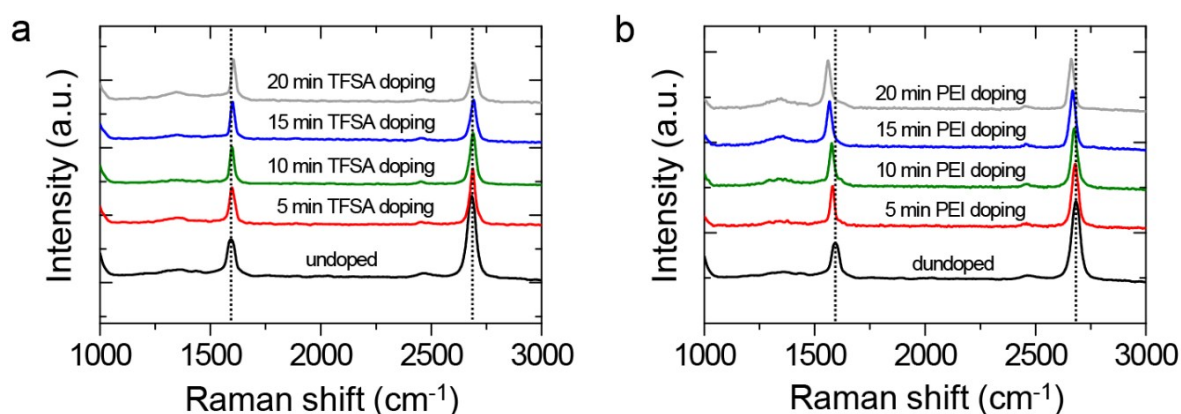 a
Intensity (a.u.)
20 min TFSA doping
15 min TFSA doping
10 min TFSA doping
5 min TFSA doping
undoped
1000 1500 2000 2500 3000
Raman shift (cm-1)
b
Intensity (a.u.)
20 min PEI doping
15 min PEI doping
10 min PEI doping
5 min PEI doping
dundoped
1000 1500 2000 2500 3000
Raman shift (cm-1)